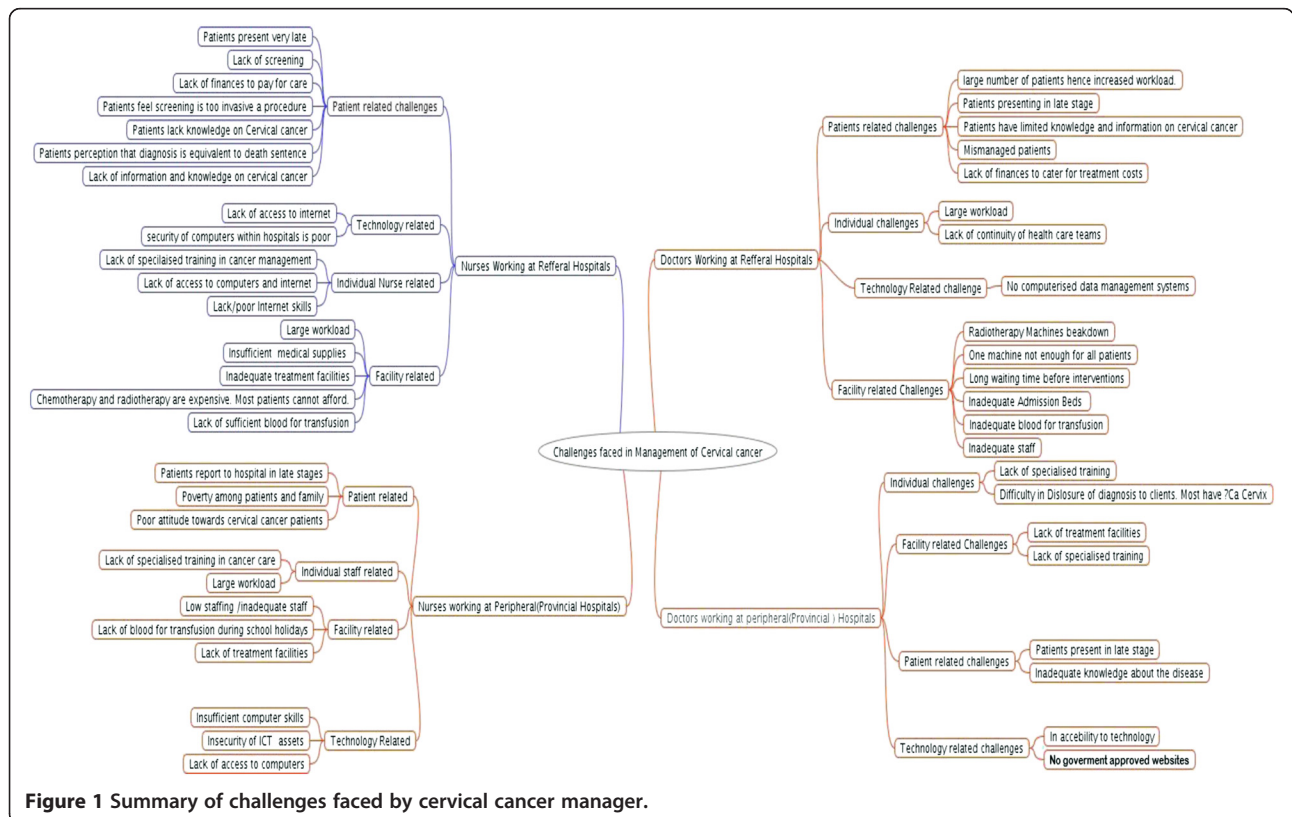 Patients present very late
Lack of screening
Lack of finances to pay for care
Patients feel screening is too invasive a procedure
Patients lack knowledge on Cervical cancer
Patients perception that diagnosis is equivalent to death sentence
Lack of information and knowledge on cervical cancer
Patient related challenges
Lack of access to internet
security of computers within hospitals is poor
Technology related
Lack of specilaised training in cancer management
Lack of access to computers and internet
Lack/poor Internet skills
Individual Nurse related
Large workload
Insufficient medical supplies
Inadequate treatment facilities
Chemotherapy and radiotherapy are expensive. Most patients cannot afford.
Lack of sufficient blood for transfusion
Facility related
Nurses Working at Refferal Hospitals
large number of patients hence increased workload.
Patients presenting in late stage
Patients have limited knowledge and information on cervical cancer
Mismanaged patients
Lack of finances to cater for treatment costs
Patients related challenges
Large workload
Lack of continuity of health care teams
Individual challenges
No computerised data management systems
Technology Related challenge
Radiotherapy Machines beakdown
One machine not enough for all patients
Long waiting time before interventions
Inadequate Admission Beds
Inadequate blood for transfusion
Inadequate staff
Facility related Challenges
Doctors Working at Refferal Hospitals
Challenges faced in Management of Cervical cancer
Patients report to hospital in late stages
Poverty among patients and family
Poor attitude towards cervical cancer patients
Patient related
Lack of specialised training in cancer care
Large workload
Individual staff related
Low staffing /inadequate staff
Lack of blood for transfusion during school holidays
Lack of treatment facilities
Facility related
Insufficient computer skills
Insecurity of ICT assets
Lack of access to computers
Technology Related
Nurses working at Peripheral(Provincial Hospitals)
Lack of specialised training
Difficulty in Dislosure of diagnosis to clients. Most have ?Ca Cervix
Individual challenges
Lack of treatment facilities
Lack of specialised training
Facility related Challenges
Patients present in late stage
Inadequate knowledge about the disease
Patient related challenges
In accebility to technology
No goverment approved websites
Technology related challenges
Doctors working at peripheral(Provincial ) Hospitals
Figure 1 Summary of challenges faced by cervical cancer manager.